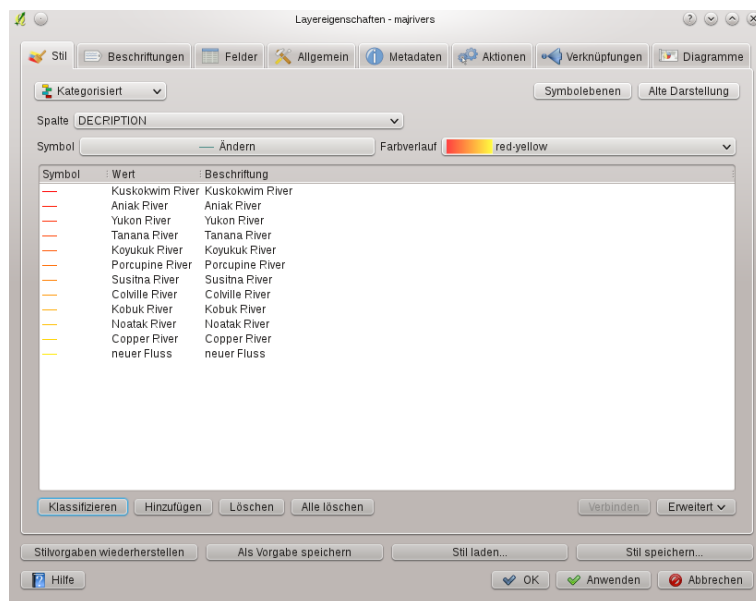 Layereigenschaften - majrivers
Stil Beschriftungen Felder Allgemein Metadaten Aktionen Verknüpfungen Diagramme
Kategorisiert Symbolebenen Alte Darstellung
Spalte DECRIPTION
Symbol Ändern Farbverlauf red-yellow
Symbol Wert Beschriftung
Kuskokwim River Kuskokwim River
Aniak River Aniak River
Yukon River Yukon River
Tanana River Tanana River
Koyukuk River Koyukuk River
Porcupine River Porcupine River
Susitna River Susitna River
Colville River Colville River
Kobuk River Kobuk River
Noatak River Noatak River
Copper River Copper River
neuer Fluss neuer Fluss
Klassifizieren Hinzufügen Löschen Alle löschen Verbinden Erweitert
Stilvorgaben wiederherstellen Als Vorgabe speichern Stil laden... Stil speichern...
Hilfe OK Anwenden Abbrechen